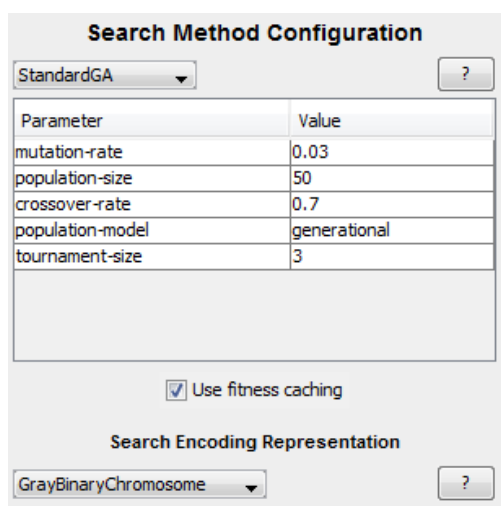 Search Method Configuration
StandardGA ?
Parameter Value
mutation-rate 0.03
population-size 50
crossover-rate 0.7
population-model generational
tournament-size 3
Use fitness caching
Search Encoding Representation
GrayBinaryChromosome ?